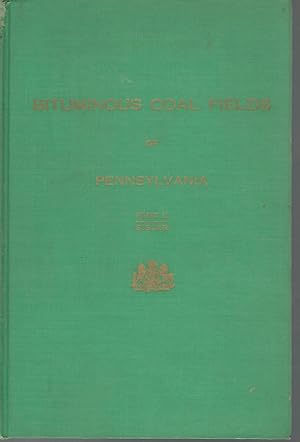 BITUMINOUS COAL FIELDS
OF
PENNSYLVANIA